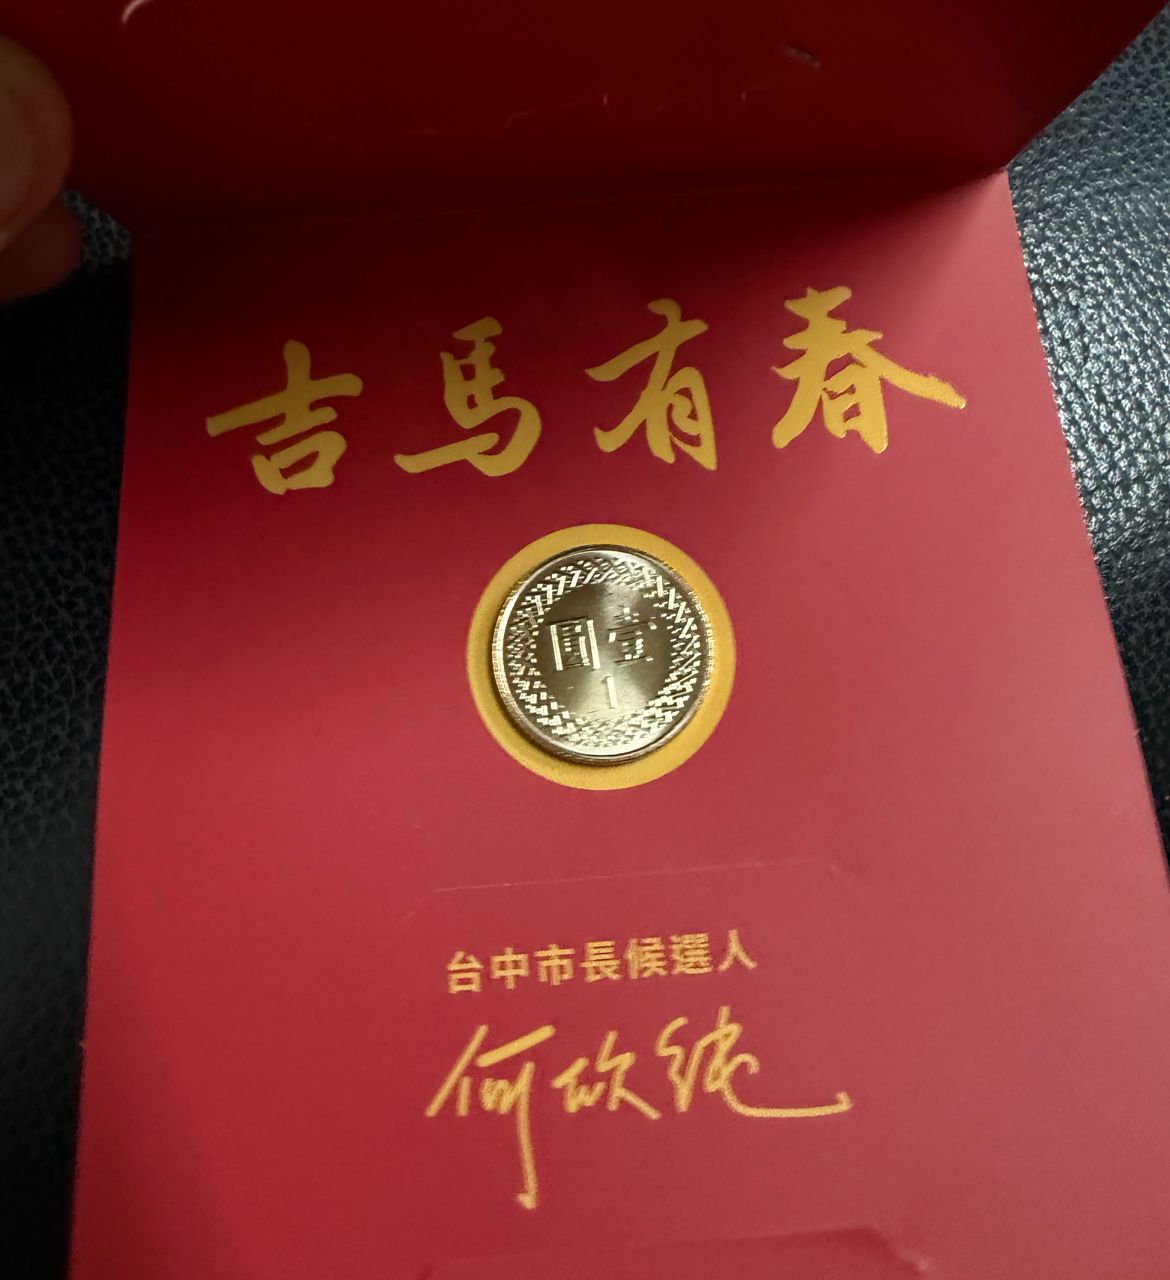 吉馬有春
壹圓
1
台中市長候選人
何欣純